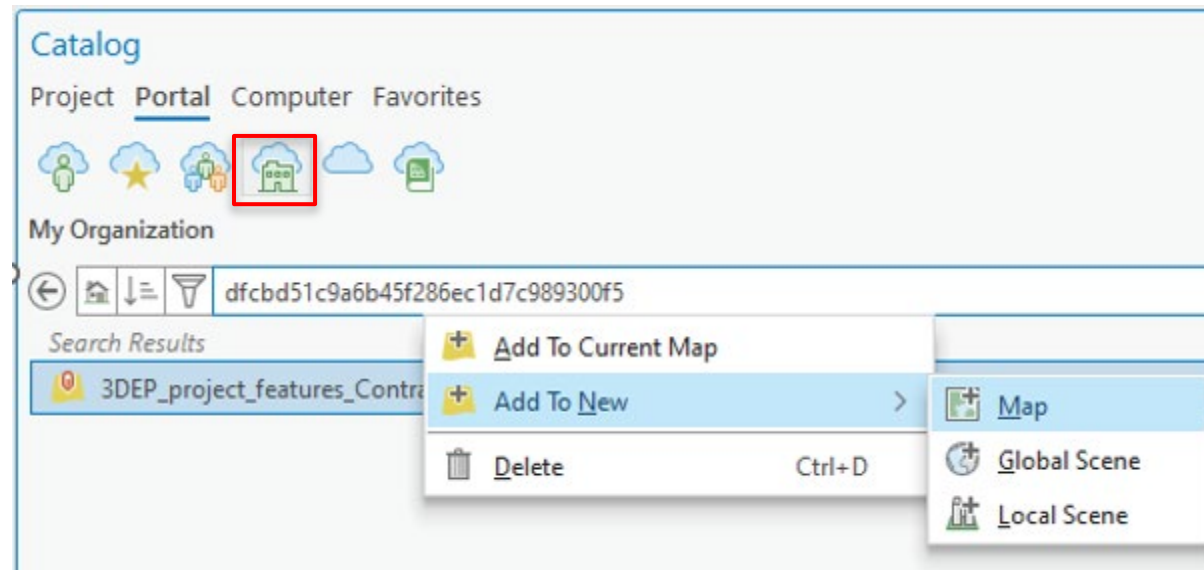 Catalog
Project Portal Computer Favorites
My Organization
dfcbd51c9a6b45f286ec1d7c989300f5
Search Results
Add To Current Map
3DEP_project_features_Contra
Add To New
Map
Delete Ctrl+D
Global Scene
Local Scene